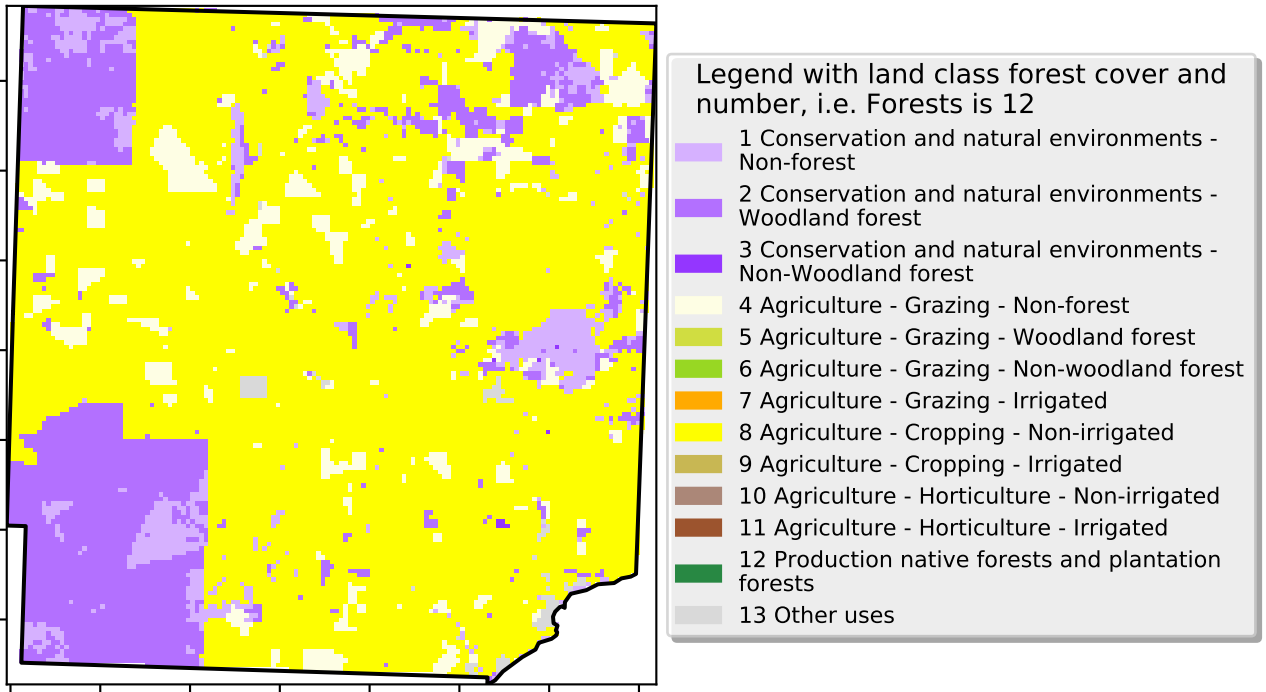 Legend with land class forest cover and
number, i.e. Forests is 12
1 Conservation and natural environments -
Non-forest
2 Conservation and natural environments -
Woodland forest
3 Conservation and natural environments -
Non-Woodland forest
4 Agriculture - Grazing - Non-forest
5 Agriculture - Grazing - Woodland forest
6 Agriculture - Grazing - Non-woodland forest
7 Agriculture - Grazing - Irrigated
8 Agriculture - Cropping - Non-irrigated
9 Agriculture - Cropping - Irrigated
10 Agriculture - Horticulture - Non-irrigated
11 Agriculture - Horticulture - Irrigated
12 Production native forests and plantation
forests
13 Other uses